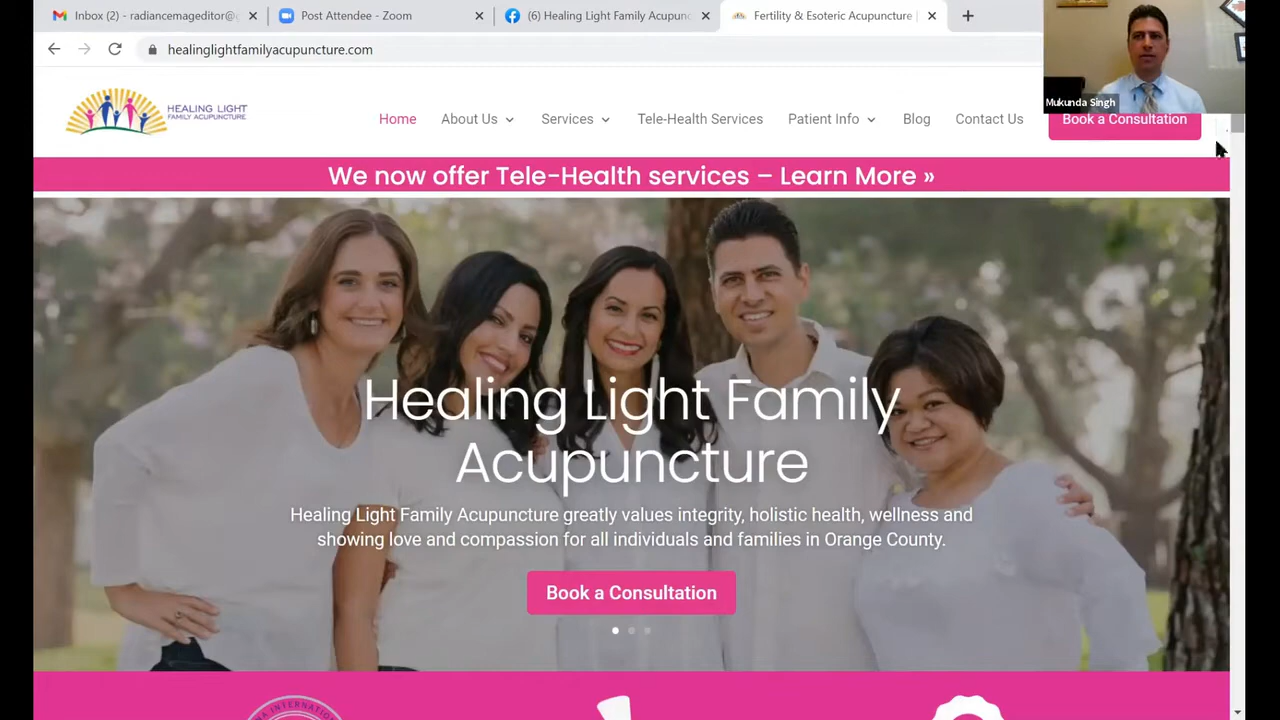 Inbox (2) - radiancemageditor@
Post Attendee - Zoom
(6) Healing Light Family Acupunc
Fertility & Esoteric Acupuncture |
healinglightfamilyacupuncture.com
Mukunda Singh
HEALING LIGHT
FAMILY ACUPUNCTURE
Home
About Us
Services
Tele-Health Services
Patient Info
Blog
Contact Us
Book a Consultation
We now offer Tele-Health services – Learn More »
Healing Light Family
Acupuncture
Healing Light Family Acupuncture greatly values integrity, holistic health, wellness and
showing love and compassion for all individuals and families in Orange County.
Book a Consultation